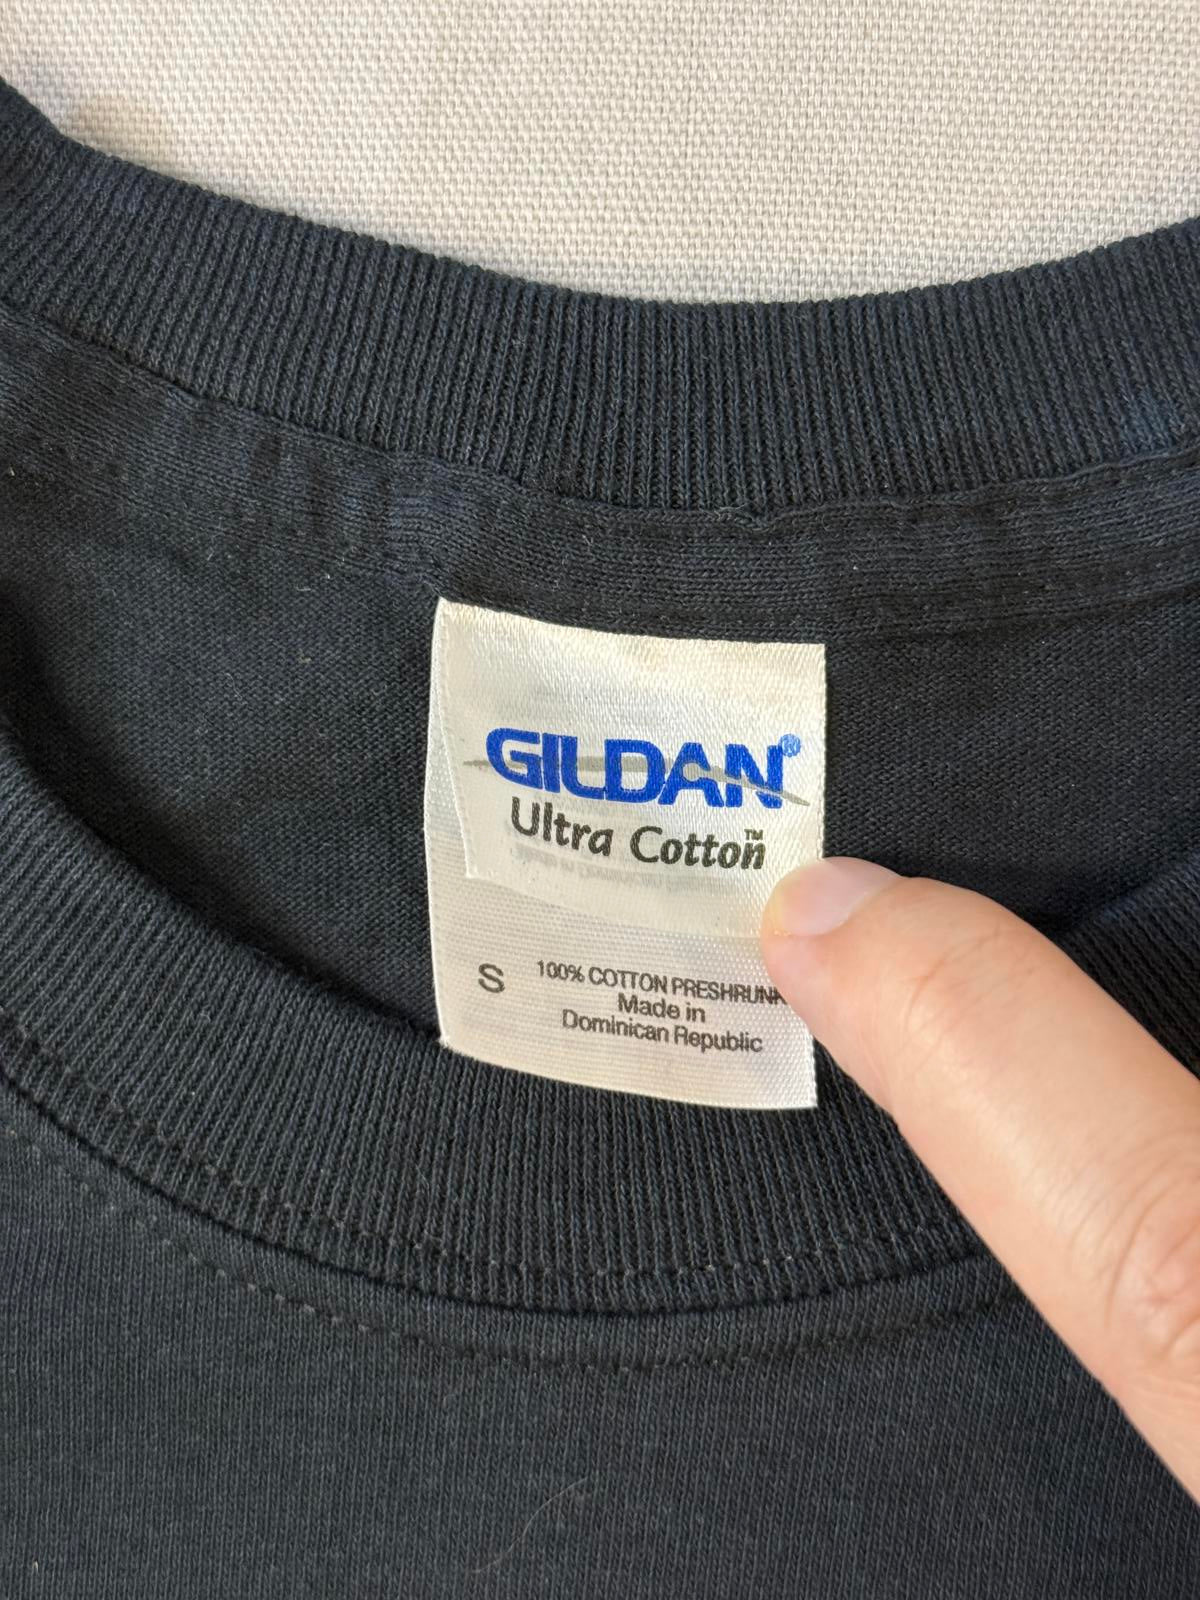 GILDAN®
Ultra Cotton™
S
100% COTTON PRESHRUNK
Made in
Dominican Republic